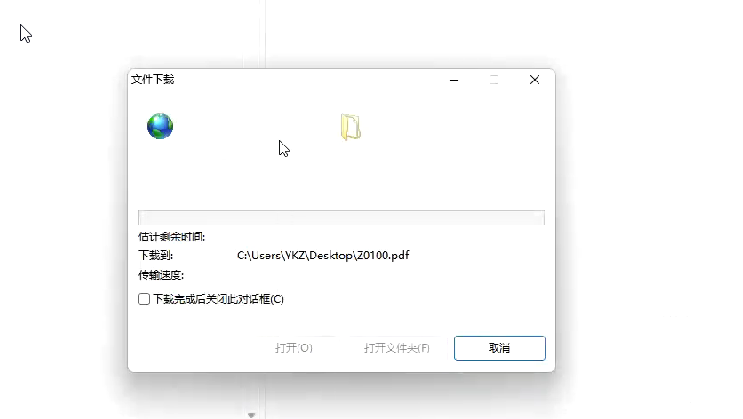 文件下载
估计剩余时间:
下载到: C:\Users\YKZ\Desktop\Z0100.pdf
传输速度:
下载完成后关闭此对话框(C)
打开(O) 打开文件夹(F) 取消